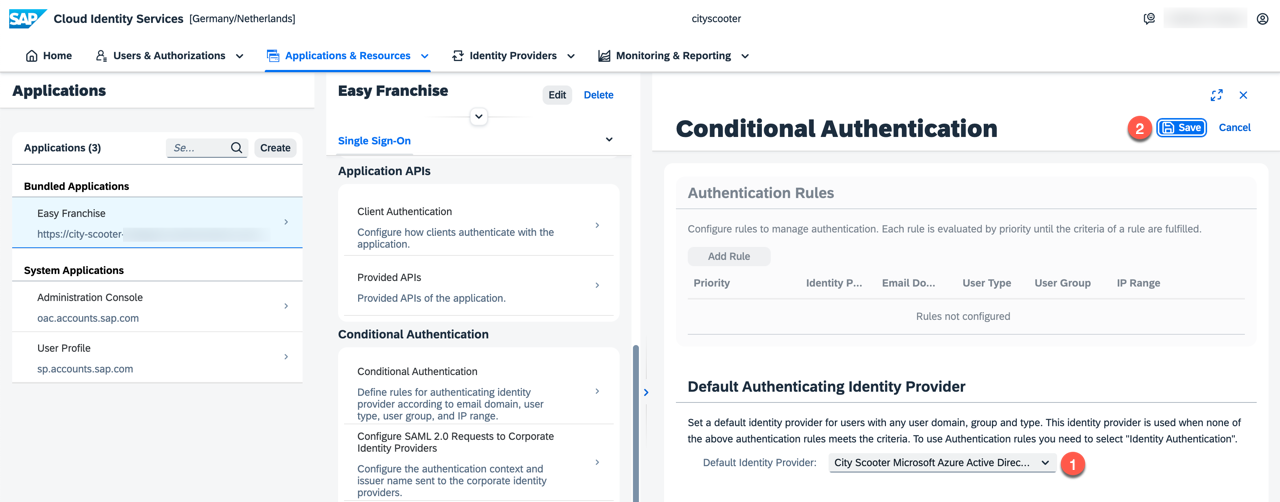 SAP Cloud Identity Services [Germany/Netherlands]
cityscooter
Home
Users & Authorizations
Applications & Resources
Identity Providers
Monitoring & Reporting
Applications
Applications (3)
Se...
Create
Bundled Applications
Easy Franchise
https://city-scooter-
System Applications
Administration Console
oac.accounts.sap.com
User Profile
sp.accounts.sap.com
Easy Franchise
Edit
Delete
Single Sign-On
Application APIs
Client Authentication
Configure how clients authenticate with the
application.
Provided APIs
Provided APIs of the application.
Conditional Authentication
Conditional Authentication
Define rules for authenticating identity
provider according to email domain, user
type, user group, and IP range.
Configure SAML 2.0 Requests to Corporate
Identity Providers
Configure the authentication context and
issuer name sent to the corporate identity
providers.
Conditional Authentication
2
Save
Cancel
Authentication Rules
Configure rules to manage authentication. Each rule is evaluated by priority until the criteria of a rule are fulfilled.
Add Rule
Priority Identity P... Email Do... User Type User Group IP Range
Rules not configured
Default Authenticating Identity Provider
Set a default identity provider for users with any user domain, group and type. This identity provider is used when none of
the above authentication rules meets the criteria. To use Authentication rules you need to select "Identity Authentication".
Default Identity Provider: City Scooter Microsoft Azure Active Direc... 1